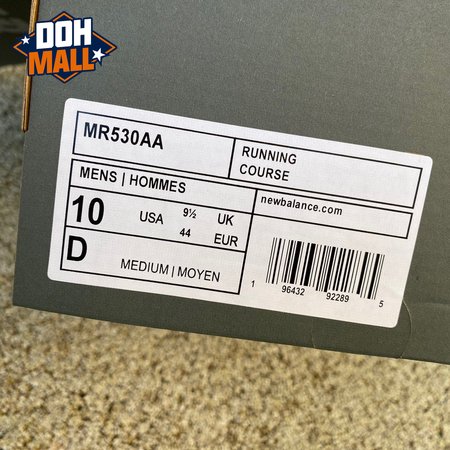 DOH
MALL
MR530AA
RUNNING
COURSE
MENS | HOMMES
newbalance.com
10 USA 9½ UK
44 EUR
D MEDIUM | MOYEN
1 96432 92289 5